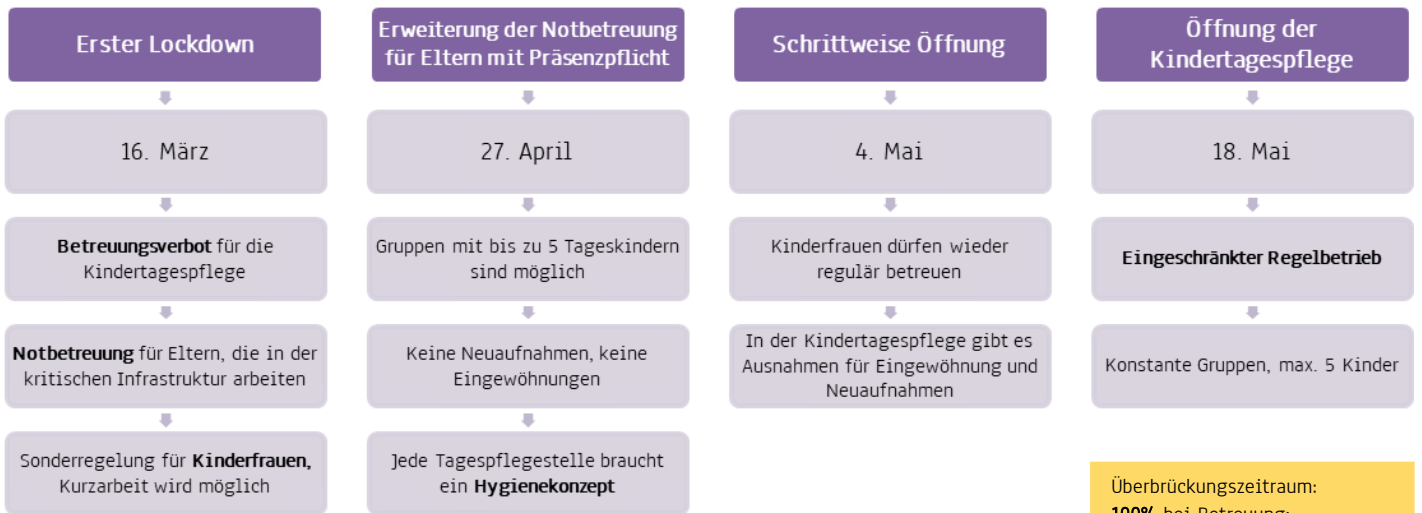 Erster Lockdown
16. März
Betreuungsverbot für die
Kindertagespflege
Notbetreuung für Eltern, die in der
kritischen Infrastruktur arbeiten
Sonderregelung für Kinderfrauen,
Kurzarbeit wird möglich
Erweiterung der Notbetreuung
für Eltern mit Präsenzpflicht
27. April
Gruppen mit bis zu 5 Tageskindern
sind möglich
Keine Neuaufnahmen, keine
Eingewöhnungen
Jede Tagespflegestelle braucht
ein Hygienekonzept
Schrittweise Öffnung
4. Mai
Kinderfrauen dürfen wieder
regulär betreuen
In der Kindertagespflege gibt es
Ausnahmen für Eingewöhnung und
Neuaufnahmen
Öffnung der
Kindertagespflege
18. Mai
Eingeschränkter Regelbetrieb
Konstante Gruppen, max. 5 Kinder
Überbrückungszeitraum:
100% bei Betreuung;